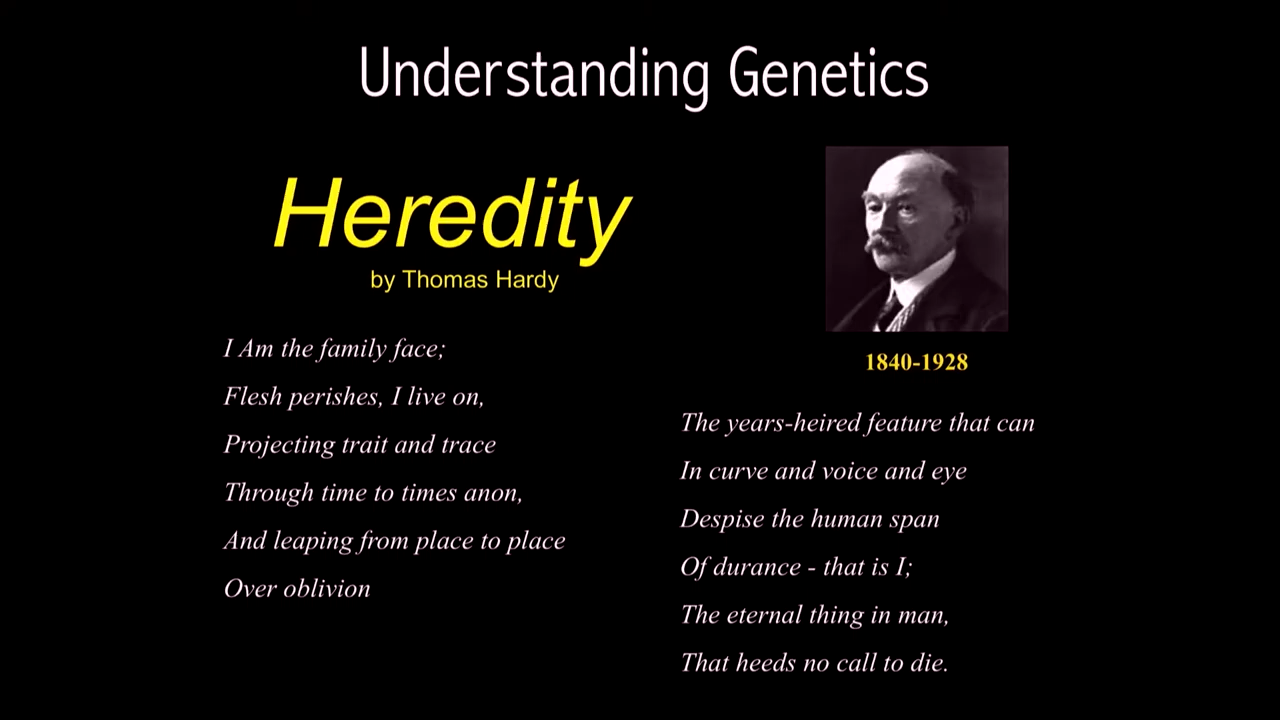 Understanding Genetics
Heredity
by Thomas Hardy
I Am the family face;
Flesh perishes, I live on,
Projecting trait and trace
Through time to times anon,
And leaping from place to place
Over oblivion
1840-1928
The years-heired feature that can
In curve and voice and eye
Despise the human span
Of durance - that is I;
The eternal thing in man,
That heeds no call to die.